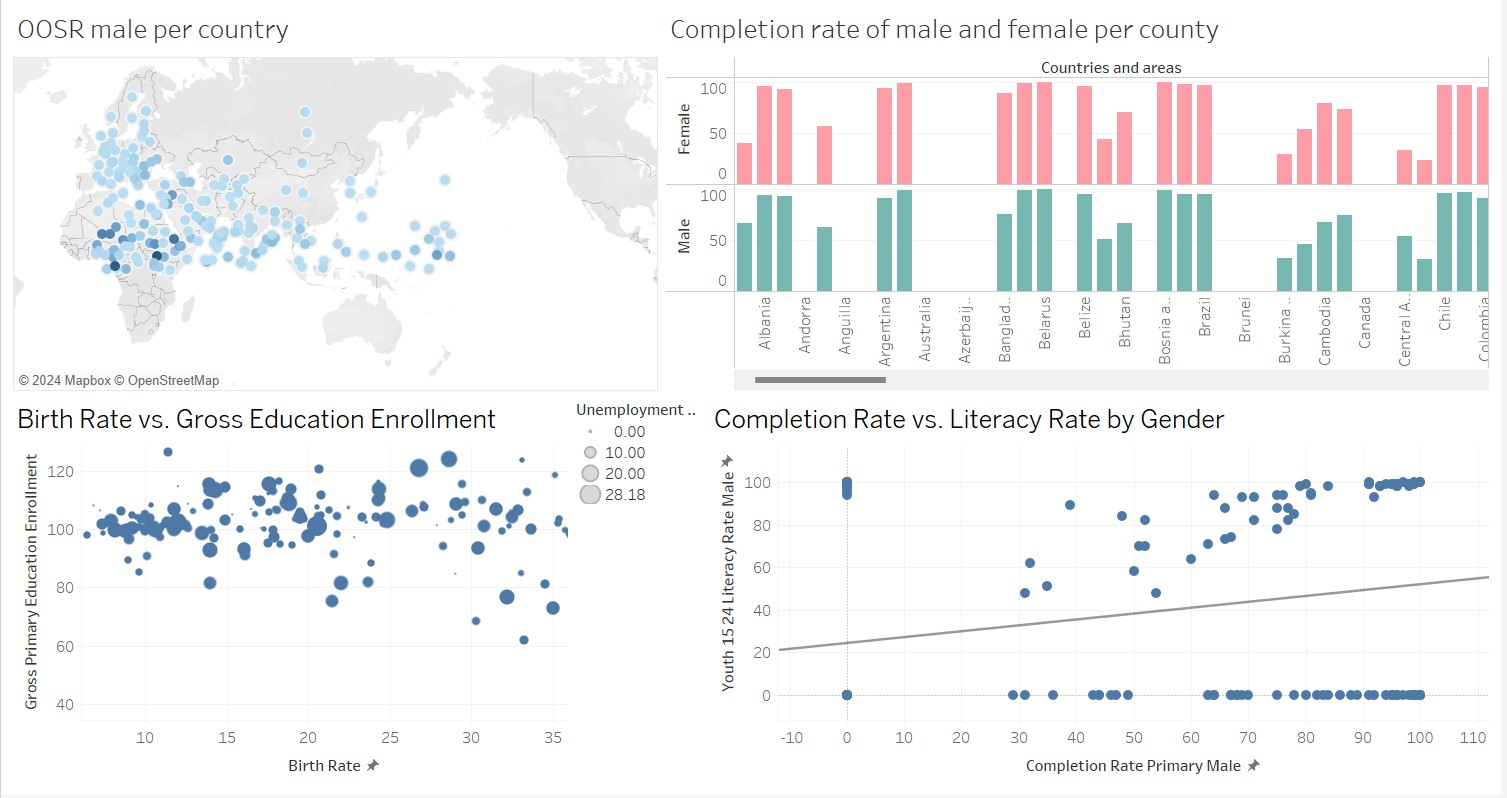 OOSR male per country
© 2024 Mapbox © OpenStreetMap
Completion rate of male and female per county
Countries and areas
Female
100
50
0
Male
100
50
0
Albania
Andorra
Anguilla
Argentina
Australia
Azerbaij..
Banglad..
Belarus
Belize
Bhutan
Bosnia a..
Brazil
Brunei
Burkina ..
Cambodia
Canada
Central A..
Chile
Colombia
Birth Rate vs. Gross Education Enrollment
Gross Primary Education Enrollment
120
100
80
60
40
10 15 20 25 30 35
Birth Rate
Unemployment ..
0.00
10.00
20.00
28.18
Completion Rate vs. Literacy Rate by Gender
Youth 15 24 Literacy Rate Male
100
80
60
40
20
0
-10 0 10 20 30 40 50 60 70 80 90 100 110
Completion Rate Primary Male